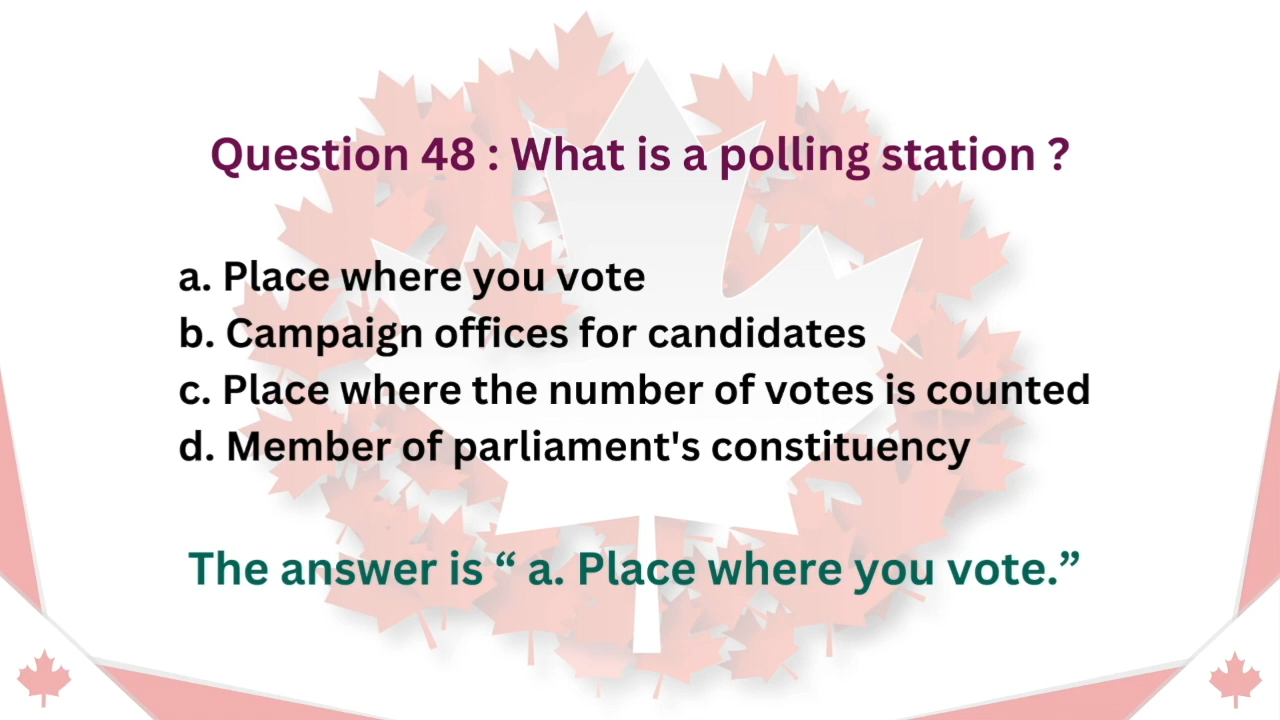 Question 48 : What is a polling station ?
a. Place where you vote
b. Campaign offices for candidates
c. Place where the number of votes is counted
d. Member of parliament's constituency
The answer is “ a. Place where you vote.”